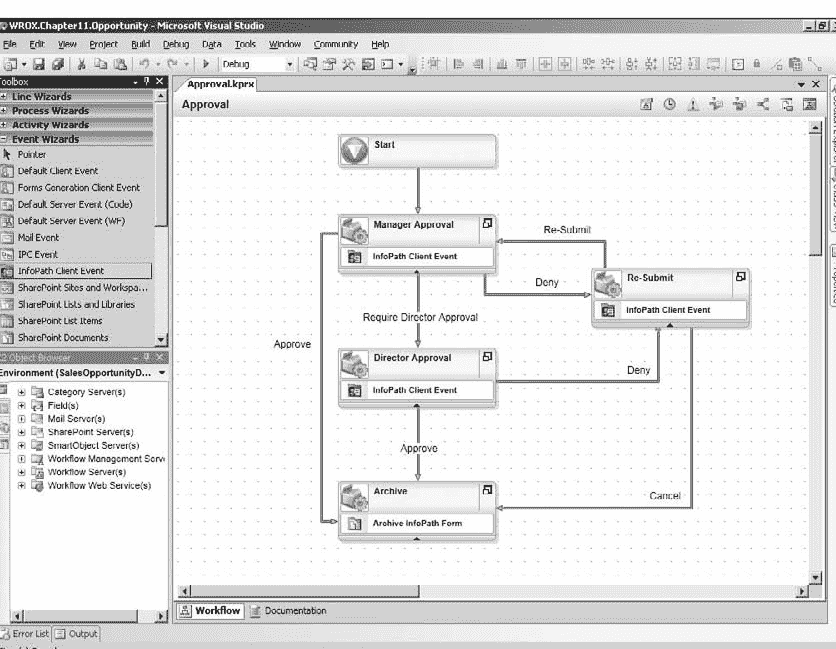 WROX.Chapter11.Opportunity - Microsoft Visual Studio
File Edit View Project Build Debug Data Tools Window Community Help
Debug
Toolbox
Line Wizards
Process Wizards
Activity Wizards
Event Wizards
Pointer
Default Client Event
Forms Generation Client Event
Default Server Event (Code)
Default Server Event (WF)
Mail Event
IPC Event
InfoPath Client Event
SharePoint Sites and Workspa...
SharePoint Lists and Libraries
SharePoint List Items
SharePoint Documents
K2 Object Browser
Environment (SalesOpportunityD...
Category Server(s)
Field(s)
Mail Server(s)
SharePoint Server(s)
SmartObject Server(s)
Workflow Management Serv
Workflow Server(s)
Workflow Web Service(s)
Error List Output
Approval.kprx
Approval
Start
Manager Approval
InfoPath Client Event
Re-Submit
Deny
Re-Submit
InfoPath Client Event
Require Director Approval
Approve
Director Approval
InfoPath Client Event
Deny
Approve
Archive
Archive InfoPath Form
Cancel
Workflow Documentation